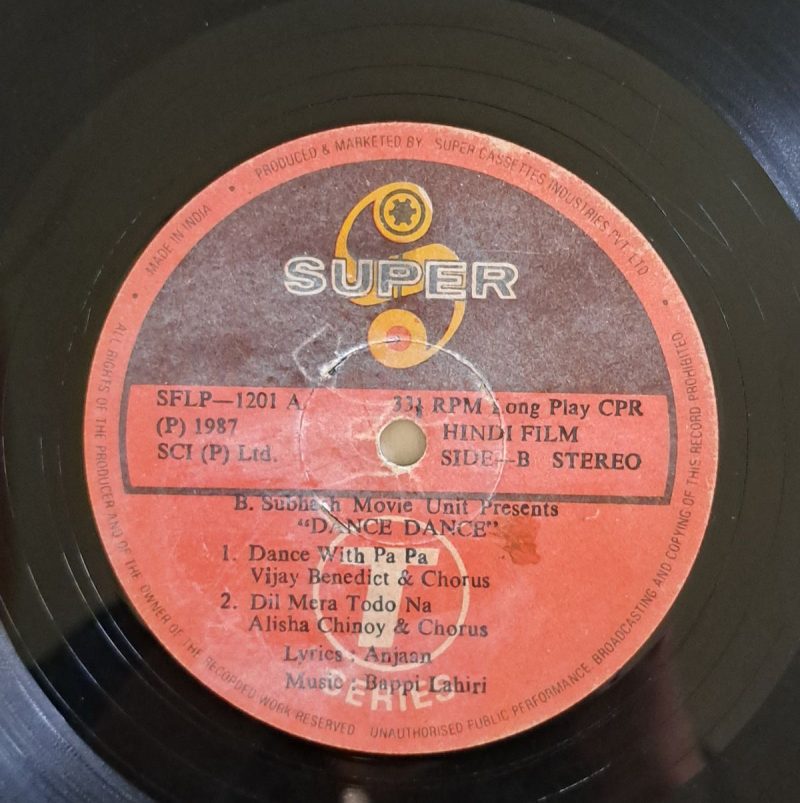 MADE IN INDIA • PRODUCED & MARKETED BY SUPER CASSETTES INDUSTRIES PVT. LTD •
SUPER
SFLP—1201 A
33⅓ RPM Long Play CPR
(P) 1987
HINDI FILM
SCI (P) Ltd.
SIDE—B STEREO
B. Subhash Movie Unit Presents
“DANCE DANCE”
1. Dance With Pa Pa
Vijay Benedict & Chorus
2. Dil Mera Todo Na
Alisha Chinoy & Chorus
Lyrics : Anjaan
Music : Bappi Lahiri
T
SERIES
ALL RIGHTS OF THE PRODUCER AND OF THE OWNER OF THE RECORDED WORK RESERVED UNAUTHORISED PUBLIC PERFORMANCE BROADCASTING AND COPYING OF THIS RECORD PROHIBITED